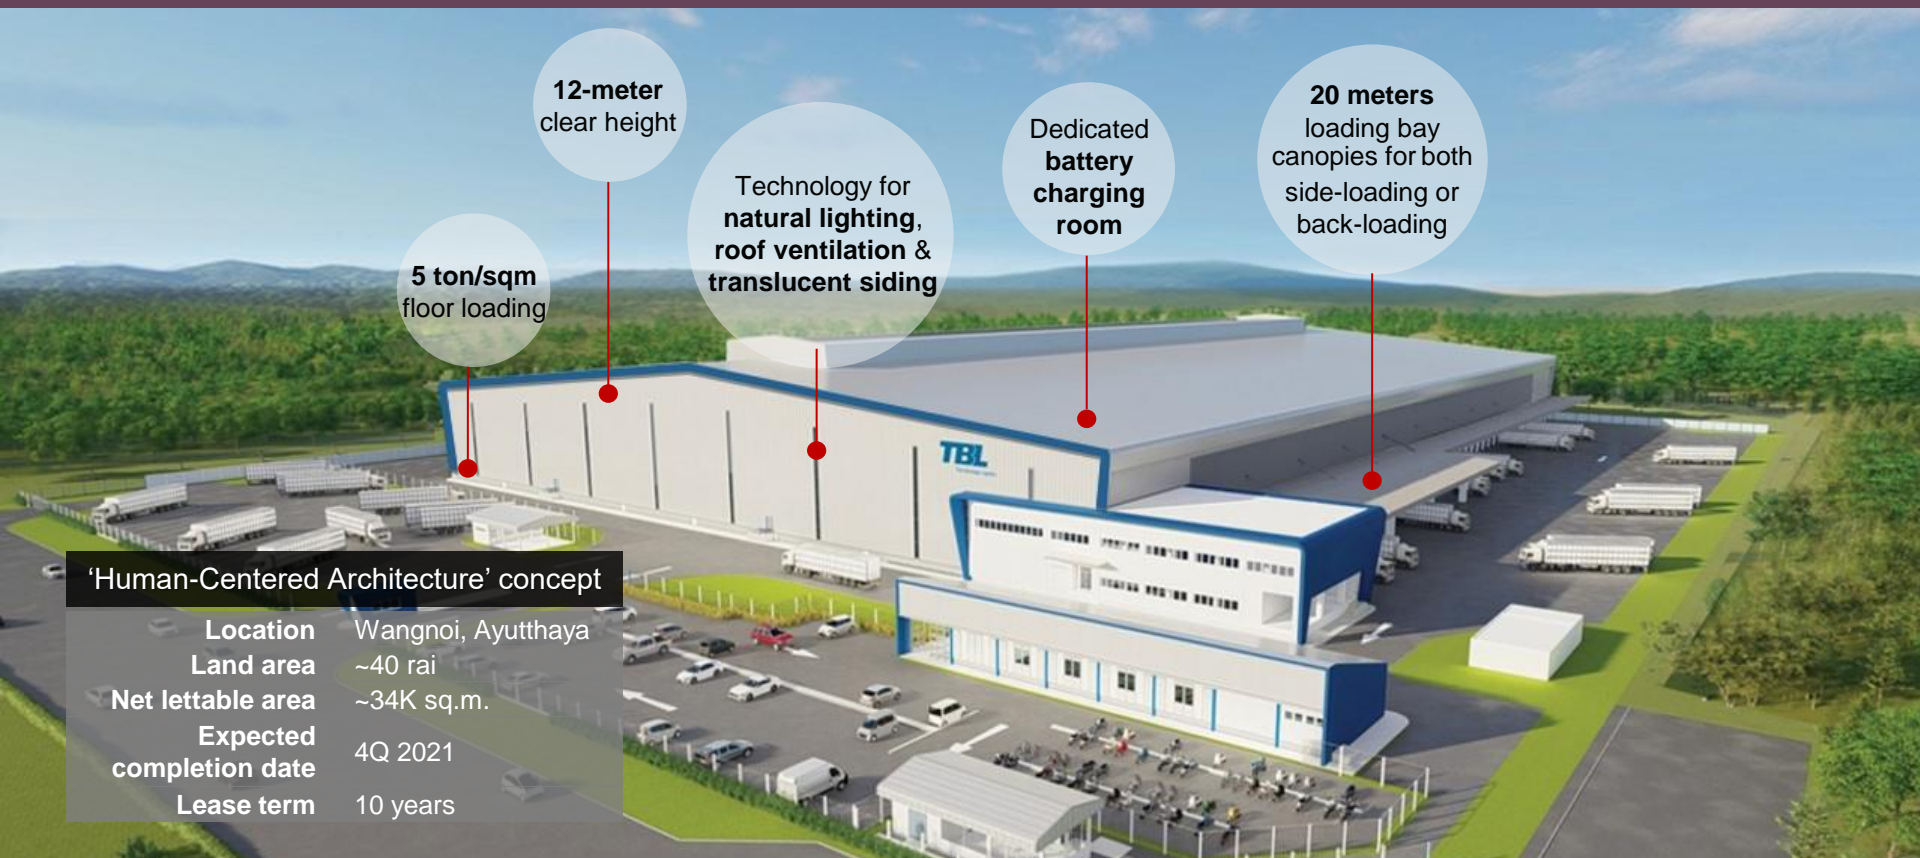 12-meter
clear height
20 meters
loading bay
canopies for both
side-loading or
back-loading
Dedicated
battery
charging
room
Technology for
natural lighting,
roof ventilation &
translucent siding
5 ton/sqm
floor loading
TBL
‘Human-Centered Architecture’ concept
Location Wangnoi, Ayutthaya
Land area ~40 rai
Net lettable area ~34K sq.m.
Expected
completion date 4Q 2021
Lease term 10 years